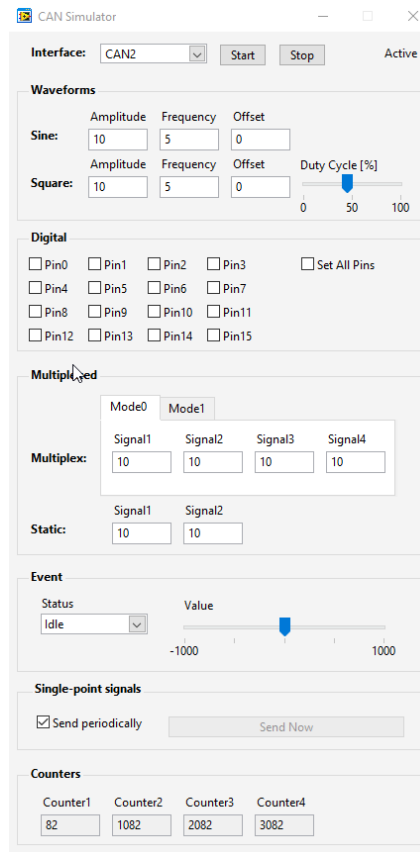 CAN Simulator
Interface: CAN2 Start Stop Active
Waveforms
Amplitude Frequency Offset
Sine: 10 5 0
Amplitude Frequency Offset Duty Cycle [%]
Square: 10 5 0
0 50 100
Digital
Pin0 Pin1 Pin2 Pin3 Set All Pins
Pin4 Pin5 Pin6 Pin7
Pin8 Pin9 Pin10 Pin11
Pin12 Pin13 Pin14 Pin15
Multiplexed
Mode0 Mode1
Signal1 Signal2 Signal3 Signal4
Multiplex: 10 10 10 10
Signal1 Signal2
Static: 10 10
Event
Status Value
Idle
-1000 1000
Single-point signals
Send periodically Send Now
Counters
Counter1 Counter2 Counter3 Counter4
82 1082 2082 3082